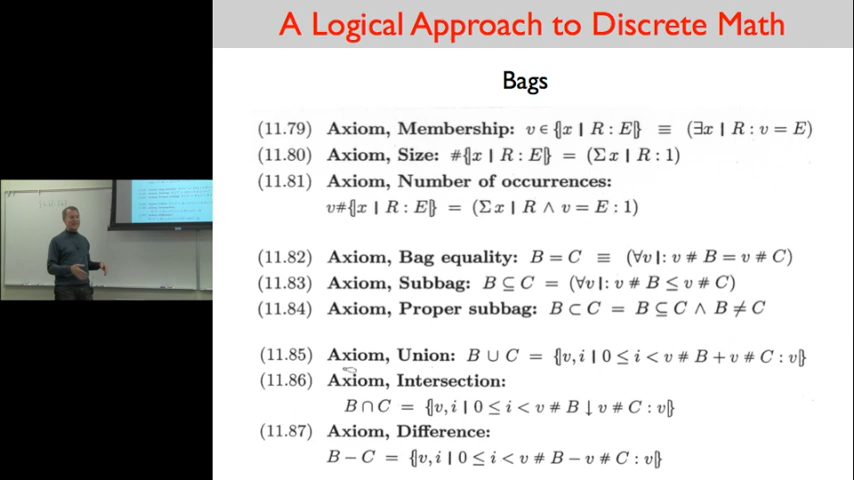 A Logical Approach to Discrete Math
Bags
(11.79) Axiom, Membership: v ∈ {|x | R : E|} ≡ (∃x | R : v = E)
(11.80) Axiom, Size: #{|x | R : E|} = (Σx | R : 1)
(11.81) Axiom, Number of occurrences:
v#{|x | R : E|} = (Σx | R ∧ v = E : 1)
(11.82) Axiom, Bag equality: B = C ≡ (∀v |: v # B = v # C)
(11.83) Axiom, Subbag: B ⊆ C = (∀v |: v # B ≤ v # C)
(11.84) Axiom, Proper subbag: B ⊂ C = B ⊆ C ∧ B ≠ C
(11.85) Axiom, Union: B ∪ C = {|v, i | 0 ≤ i < v # B + v # C : v|}
(11.86) Axiom, Intersection:
B ∩ C = {|v, i | 0 ≤ i < v # B ↓ v # C : v|}
(11.87) Axiom, Difference:
B − C = {|v, i | 0 ≤ i < v # B − v # C : v|}